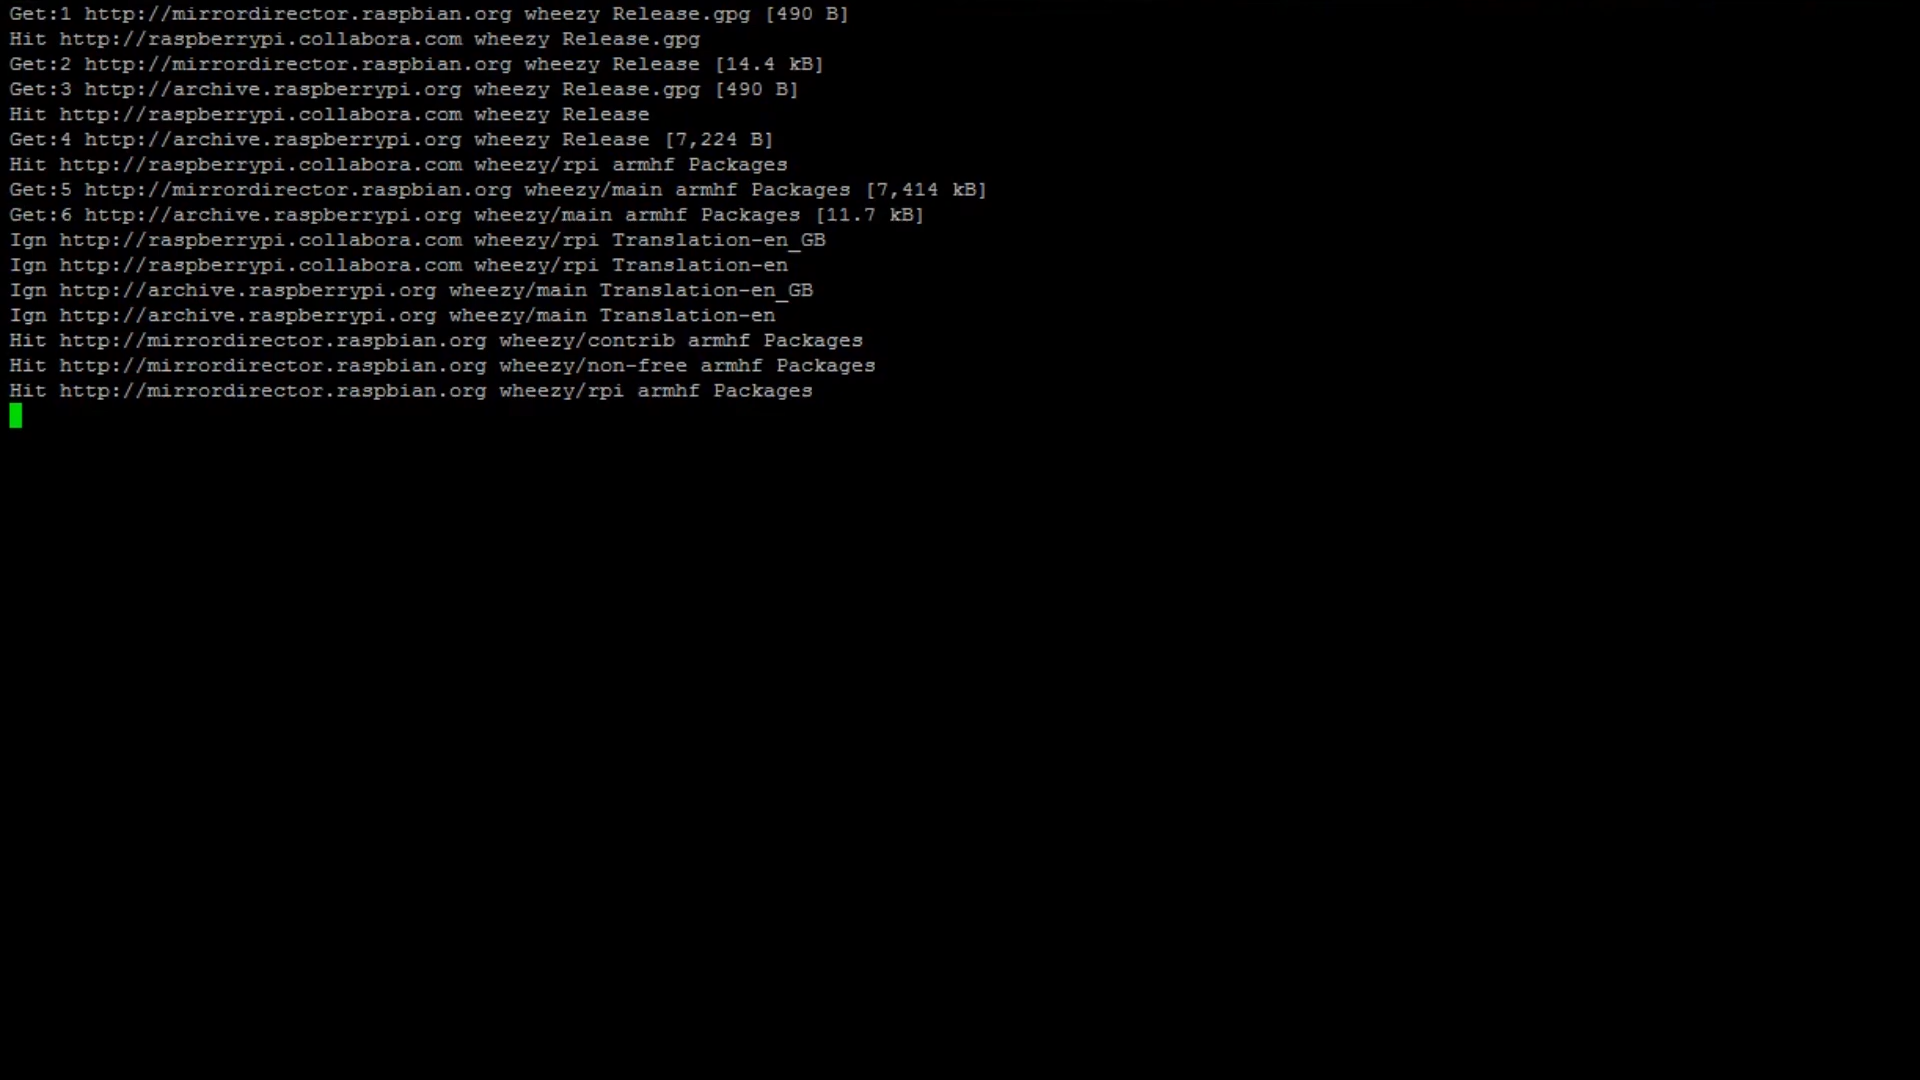 Get:1 http://mirrordirector.raspbian.org wheezy Release.gpg [490 B]
Hit http://raspberrypi.collabora.com wheezy Release.gpg
Get:2 http://mirrordirector.raspbian.org wheezy Release [14.4 kB]
Get:3 http://archive.raspberrypi.org wheezy Release.gpg [490 B]
Hit http://raspberrypi.collabora.com wheezy Release
Get:4 http://archive.raspberrypi.org wheezy Release [7,224 B]
Hit http://raspberrypi.collabora.com wheezy/rpi armhf Packages
Get:5 http://mirrordirector.raspbian.org wheezy/main armhf Packages [7,414 kB]
Get:6 http://archive.raspberrypi.org wheezy/main armhf Packages [11.7 kB]
Ign http://raspberrypi.collabora.com wheezy/rpi Translation-en_GB
Ign http://raspberrypi.collabora.com wheezy/rpi Translation-en
Ign http://archive.raspberrypi.org wheezy/main Translation-en_GB
Ign http://archive.raspberrypi.org wheezy/main Translation-en
Hit http://mirrordirector.raspbian.org wheezy/contrib armhf Packages
Hit http://mirrordirector.raspbian.org wheezy/non-free armhf Packages
Hit http://mirrordirector.raspbian.org wheezy/rpi armhf Packages